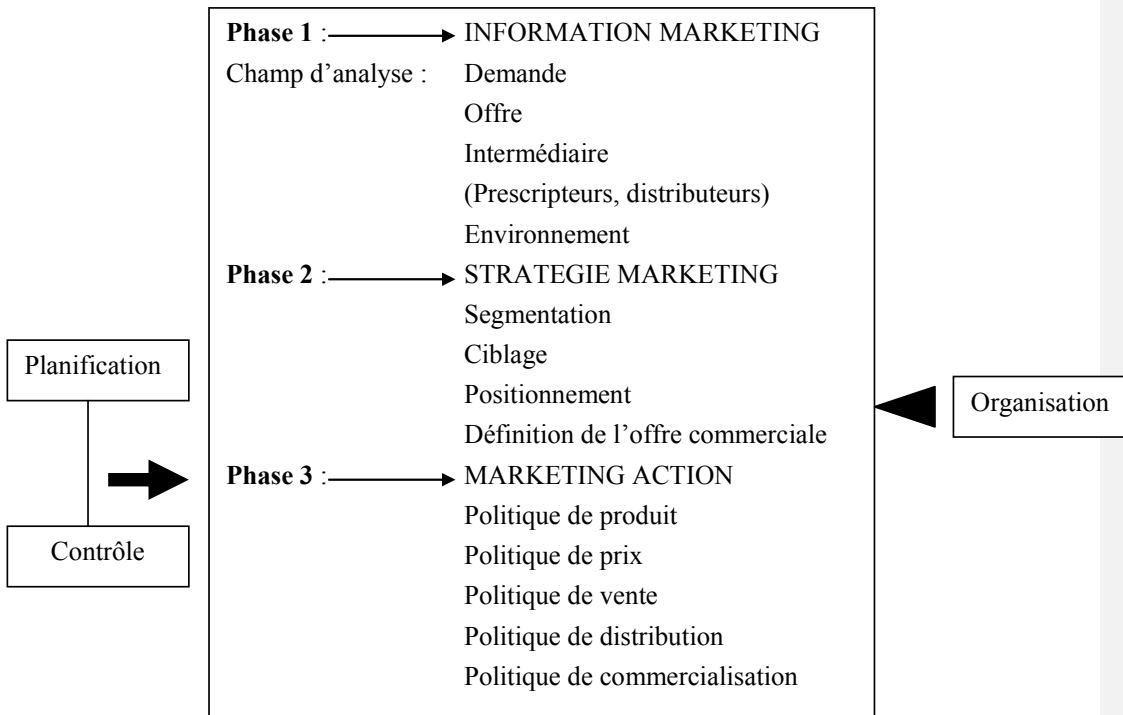 Phase 1 : INFORMATION MARKETING
Champ d’analyse : Demande
Offre
Intermédiaire
(Prescripteurs, distributeurs)
Environnement
Phase 2 : STRATEGIE MARKETING
Segmentation
Ciblage
Positionnement
Définition de l’offre commerciale
Phase 3 : MARKETING ACTION
Politique de produit
Politique de prix
Politique de vente
Politique de distribution
Politique de commercialisation
Planification
Contrôle
Organisation